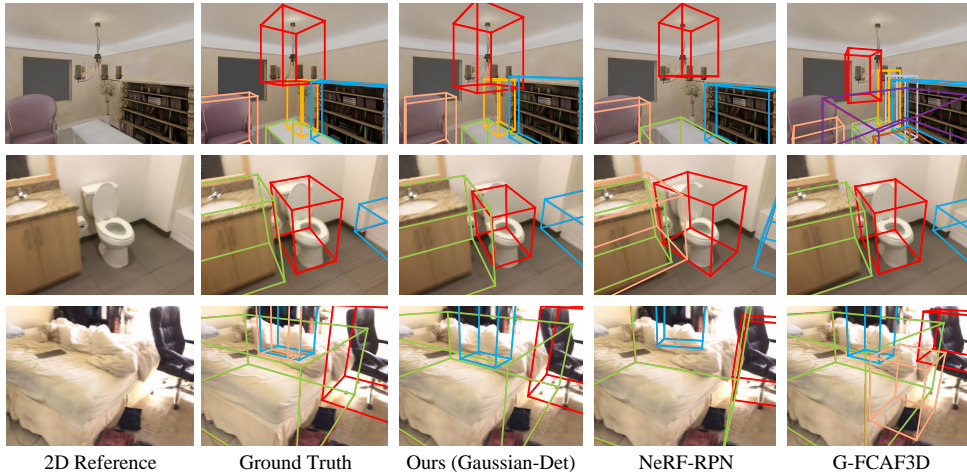 2D Reference
Ground Truth
Ours (Gaussian-Det)
NeRF-RPN
G-FCAF3D